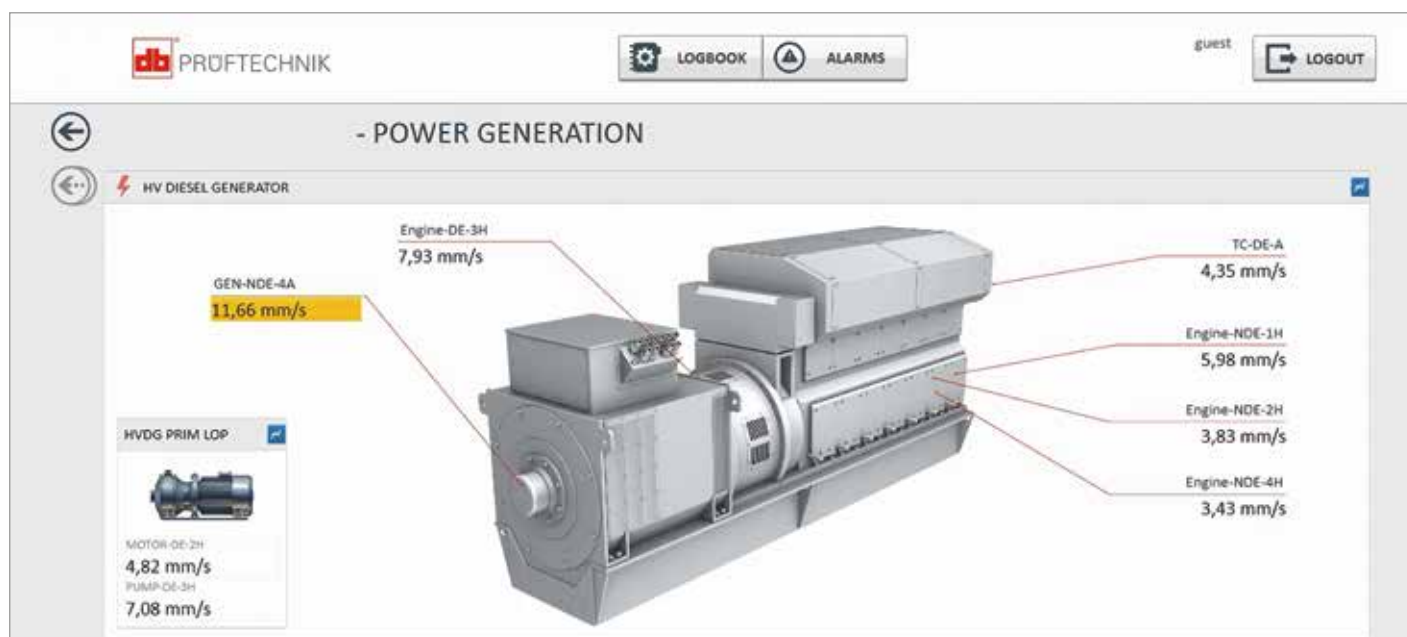 db PRÜFTECHNIK
LOGBOOK
ALARMS
guest
LOGOUT
- POWER GENERATION
HV DIESEL GENERATOR
Engine-DE-3H
7,93 mm/s
GEN-NDE-4A
11,66 mm/s
TC-DE-A
4,35 mm/s
Engine-NDE-1H
5,98 mm/s
Engine-NDE-2H
3,83 mm/s
Engine-NDE-4H
3,43 mm/s
HVDG PRIM LOP
MOTOR-DE-2H
4,82 mm/s
PUMP-DE-3H
7,08 mm/s